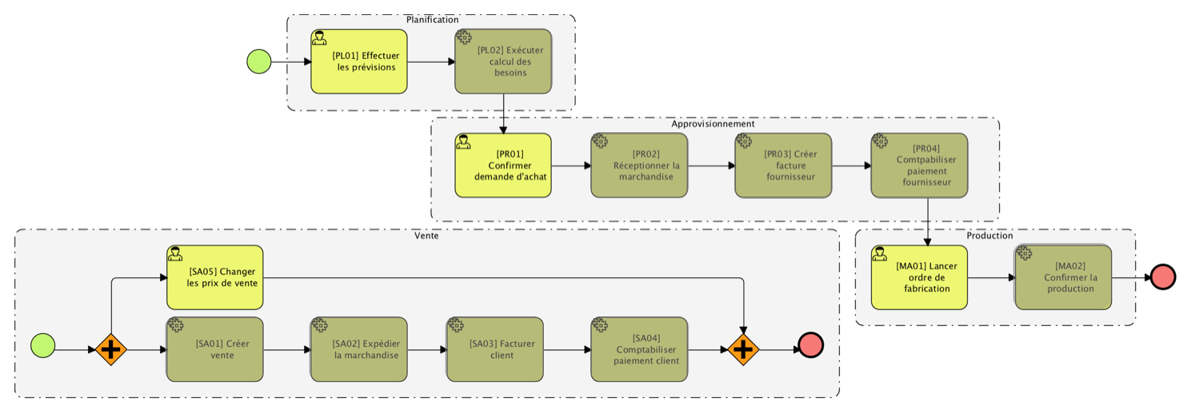 Planification
[PL01] Effectuer
les prévisions
[PL02] Exécuter
calcul des
besoins
Approvisionnement
[PR01]
Confirmer
demande d'achat
[PR02]
Réceptionner la
marchandise
[PR03] Créer
facture
fournisseur
[PR04]
Comtpabiliser
paiement
fournisseur
Vente
[SA05] Changer
les prix de vente
[SA01] Créer
vente
[SA02] Expédier
la marchandise
[SA03] Facturer
client
[SA04]
Comptabiliser
paiement client
Production
[MA01] Lancer
ordre de
fabrication
[MA02]
Confirmer la
production